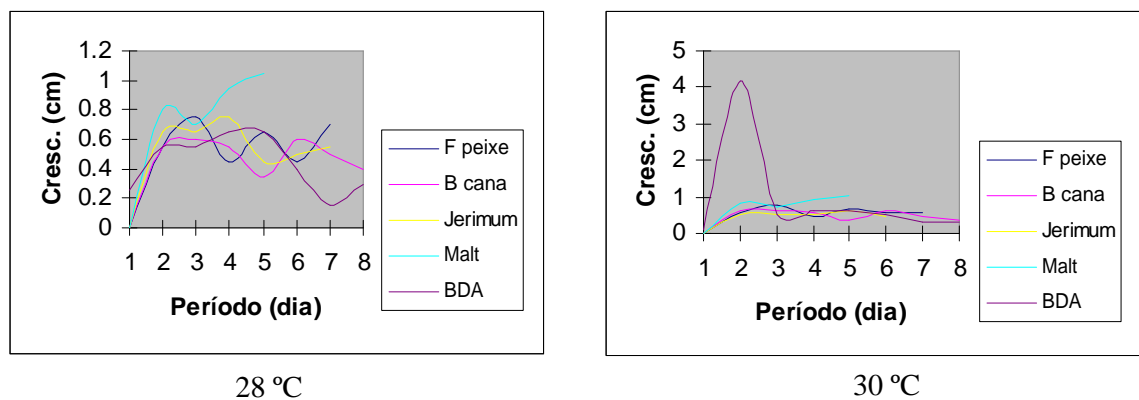 1.2
1
0.8
0.6
0.4
0.2
0
Cresc. (cm)
1 2 3 4 5 6 7 8
Período (dia)
F peixe
B cana
Jerimum
Malt
BDA
28 ºC
5
4
3
2
1
0
Cresc. (cm)
1 2 3 4 5 6 7 8
Período (dia)
F peixe
B cana
Jerimum
Malt
BDA
30 ºC